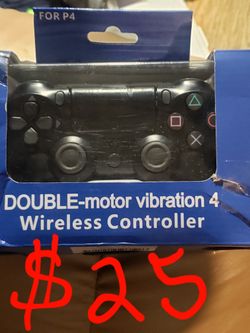 FOR P4
DOUBLE-motor vibration 4
Wireless Controller
$25